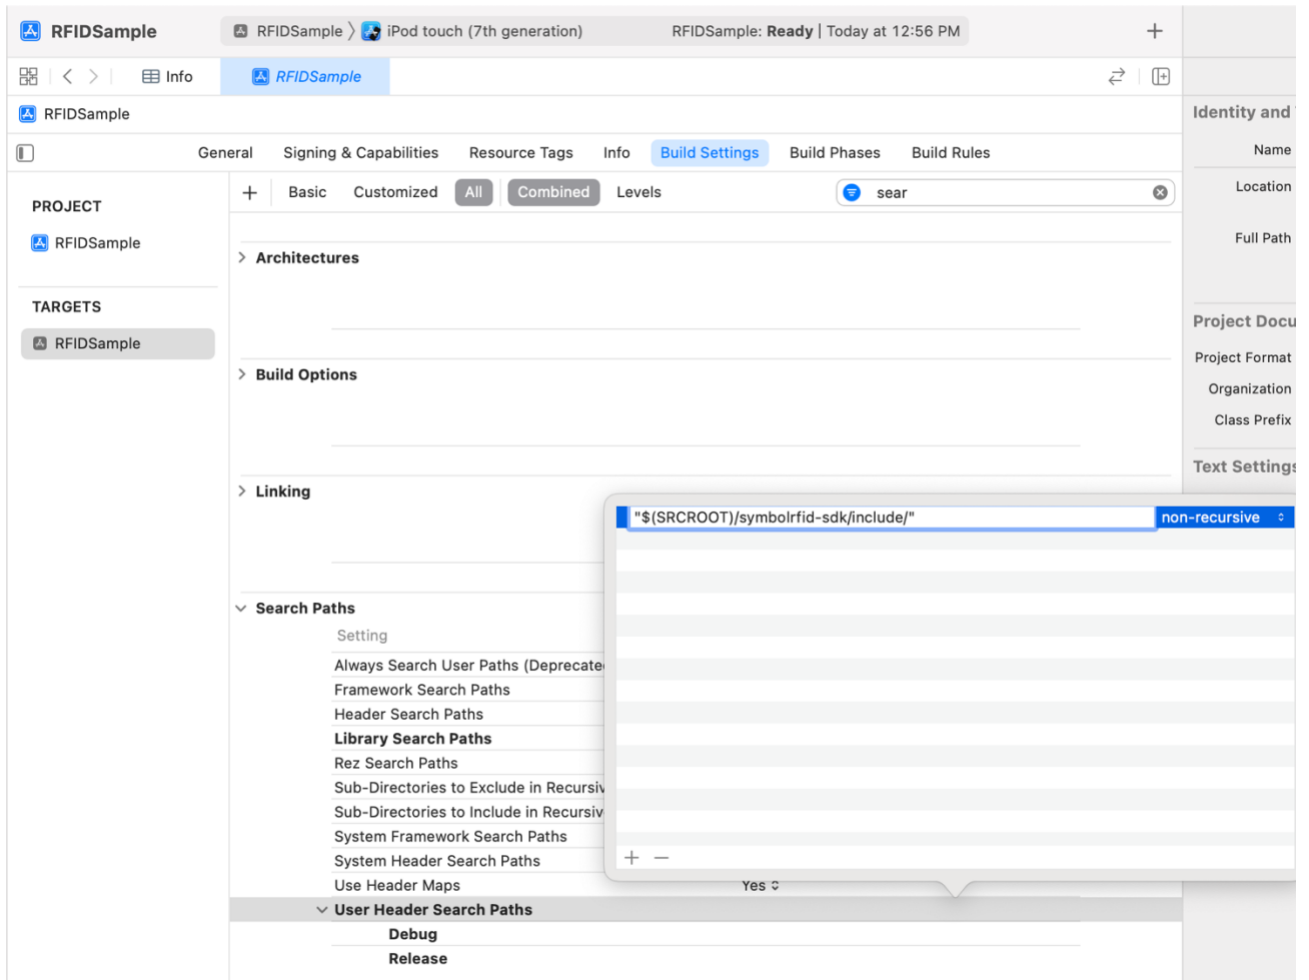 RFIDSample
RFIDSample
iPod touch (7th generation)
RFIDSample: Ready | Today at 12:56 PM
Info
RFIDSample
RFIDSample
General
Signing & Capabilities
Resource Tags
Info
Build Settings
Build Phases
Build Rules
PROJECT
RFIDSample
TARGETS
RFIDSample
Basic
Customized
All
Combined
Levels
sear
Architectures
Build Options
Linking
"$(SRCROOT)/symbolrfid-sdk/include/"
non-recursive
Search Paths
Setting
Always Search User Paths (Deprecate
Framework Search Paths
Header Search Paths
Library Search Paths
Rez Search Paths
Sub-Directories to Exclude in Recursiv
Sub-Directories to Include in Recursiv
System Framework Search Paths
System Header Search Paths
Use Header Maps
Yes
User Header Search Paths
Debug
Release
Identity and
Name
Location
Full Path
Project Docu
Project Format
Organization
Class Prefix
Text Settings